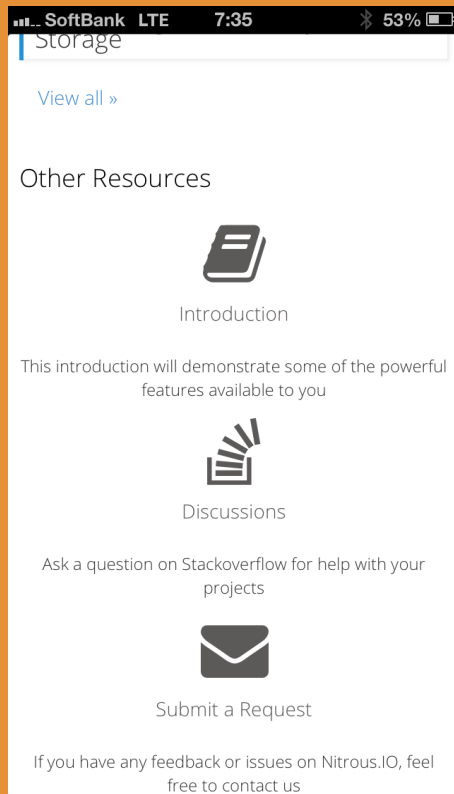 SoftBank LTE 7:35 53%
Storage
View all »
Other Resources
Introduction
This introduction will demonstrate some of the powerful
features available to you
Discussions
Ask a question on Stackoverflow for help with your
projects
Submit a Request
If you have any feedback or issues on Nitrous.IO, feel
free to contact us